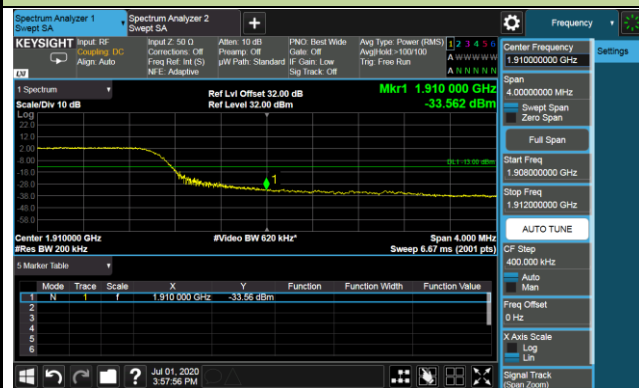 Spectrum Analyzer 1
Swept SA
Spectrum Analyzer 2
Swept SA
+
Frequency
KEYSIGHT
Input: RF
Coupling: DC
Align: Auto
Input Z: 50 Ω
Corrections: Off
Freq Ref: Int (S)
NFE: Adaptive
Atten: 10 dB
Preamp: Off
µW Path: Standard
PNO: Best Wide
Gate: Off
IF Gain: Low
Sig Track: Off
Avg Type: Power (RMS)
Avg|Hold:>100/100
Trig: Free Run
1 2 3 4 5 6
A W W W W W
A N N N N N
LXI
1 Spectrum
Scale/Div 10 dB
Log
Ref Lvl Offset 32.00 dB
Ref Level 32.00 dBm
Mkr1 1.910 000 GHz
-33.562 dBm
22.0
12.0
2.00
-8.00
-18.0
-28.0
-38.0
-48.0
-58.0
DL1 -13.00 dBm
1
Center 1.910000 GHz
#Res BW 200 kHz
#Video BW 620 kHz*
Span 4.000 MHz
Sweep 6.67 ms (2001 pts)
5 Marker Table
Mode Trace Scale X Y Function Function Width Function Value
1 N 1 f 1.910 000 GHz -33.56 dBm
2
3
4
5
6
Jul 01, 2020
3:57:56 PM
Center Frequency
1.910000000 GHz
Settings
Span
4.00000000 MHz
Swept Span
Zero Span
Full Span
Start Freq
1.908000000 GHz
Stop Freq
1.912000000 GHz
AUTO TUNE
CF Step
400.000 kHz
Auto
Man
Freq Offset
0 Hz
X Axis Scale
Log
Lin
Signal Track
(Span Zoom)